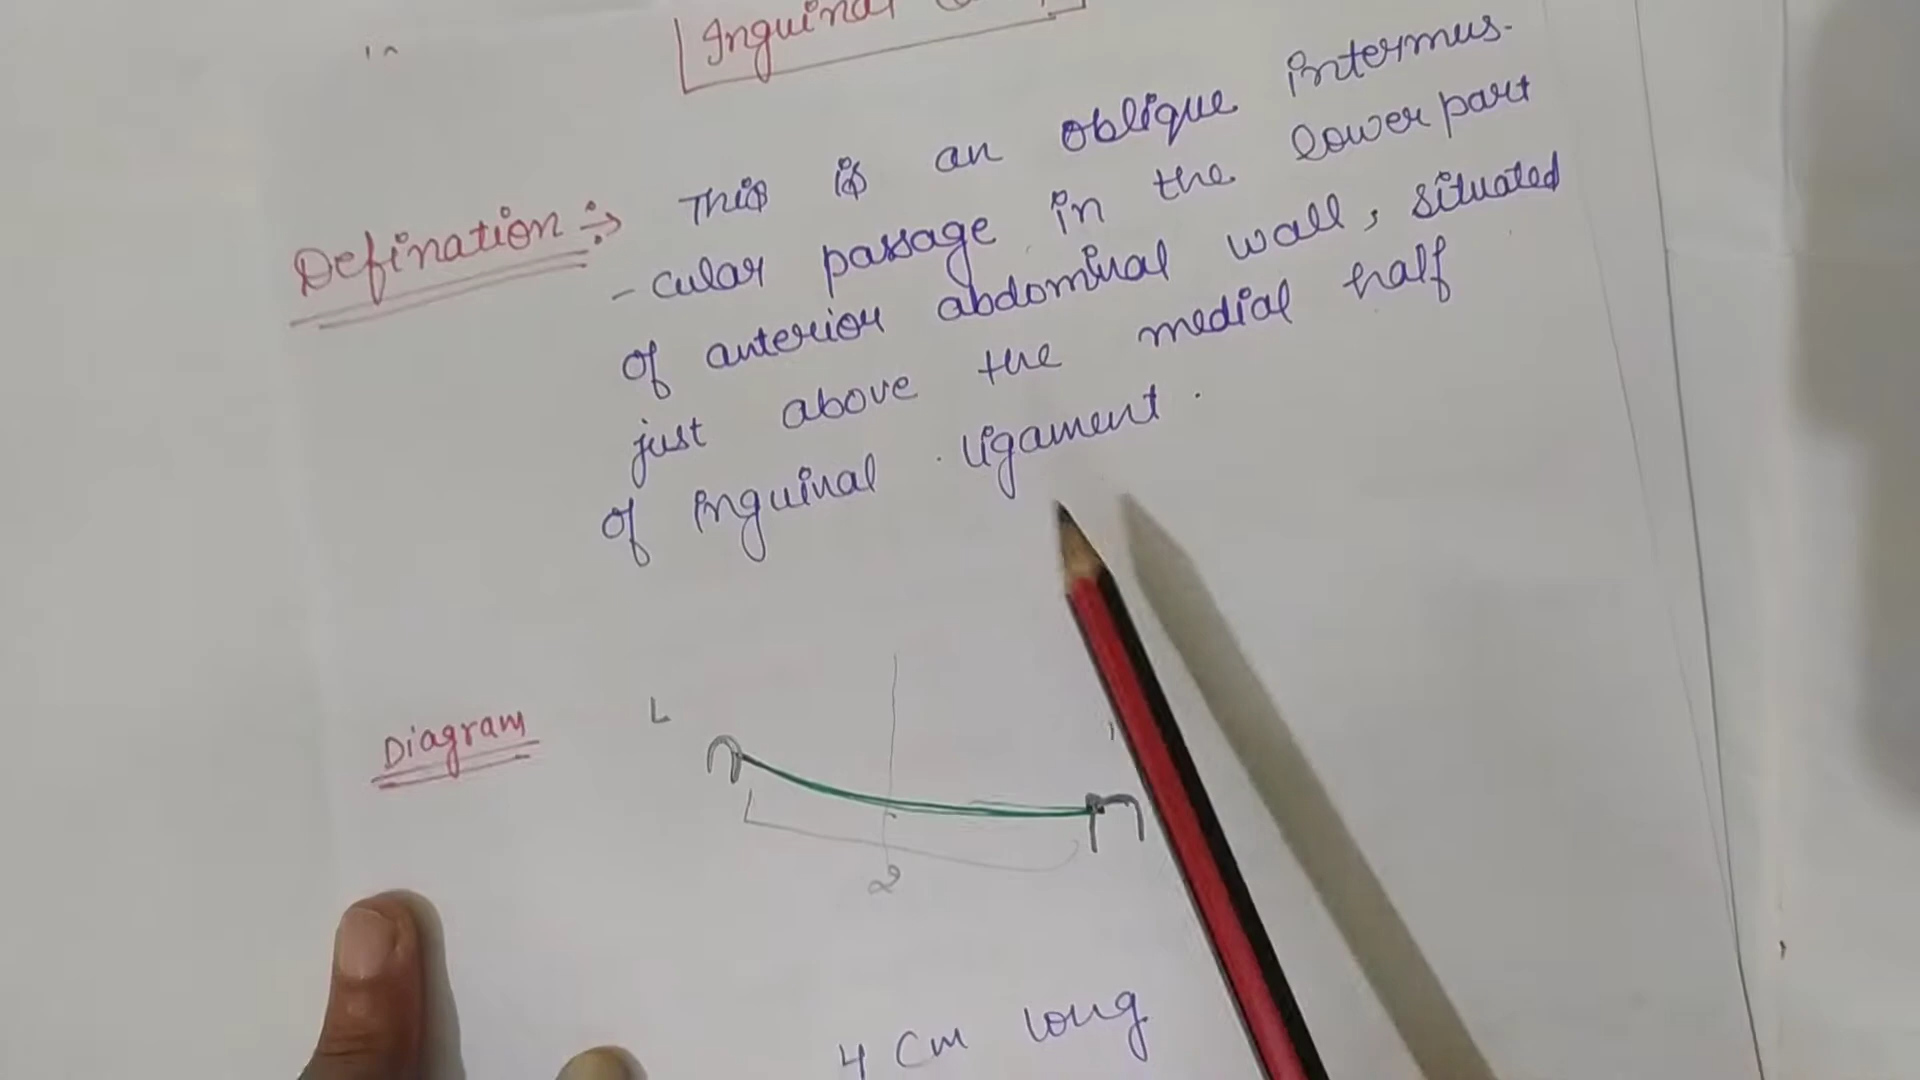 Inguinal
Defination :→ This is an oblique intermus-
-cular passage in the lower part
of anterior abdominal wall, situated
just above the medial half
of inguinal ligament.
Diagram
L
2
4 cm long